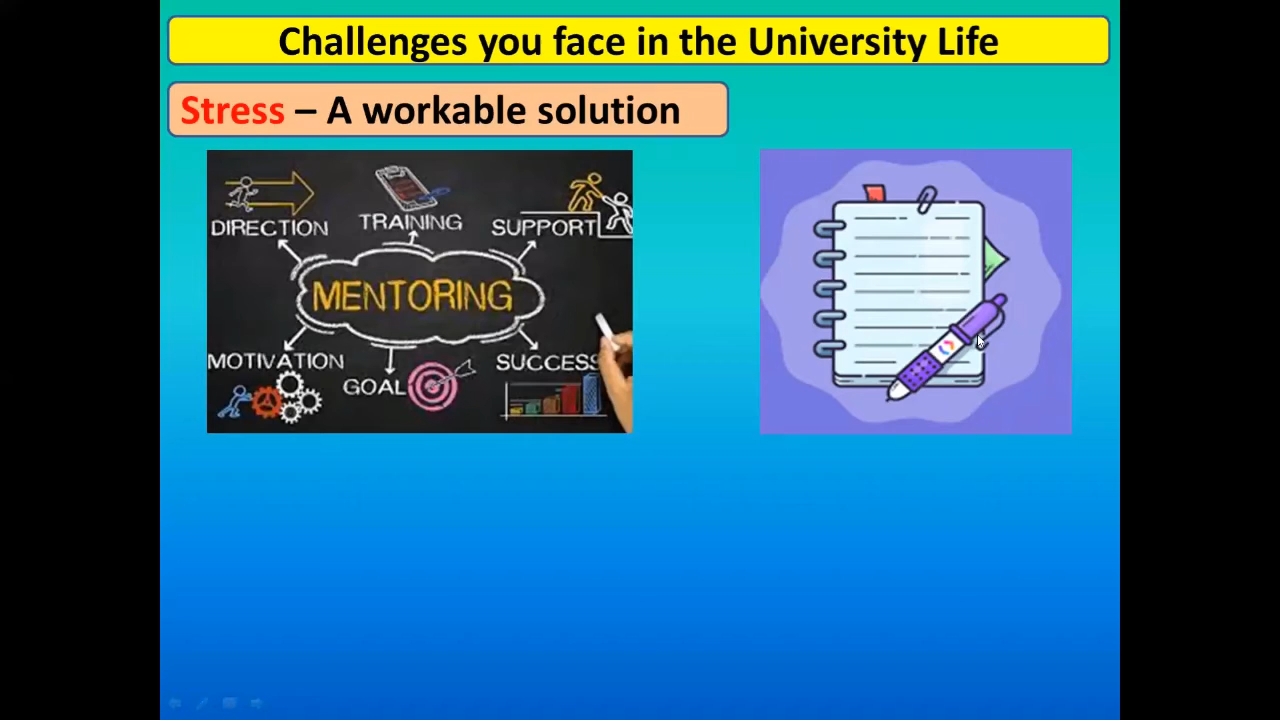 Challenges you face in the University Life
Stress – A workable solution
DIRECTION
TRAINING
SUPPORT
MENTORING
MOTIVATION
GOAL
SUCCESS